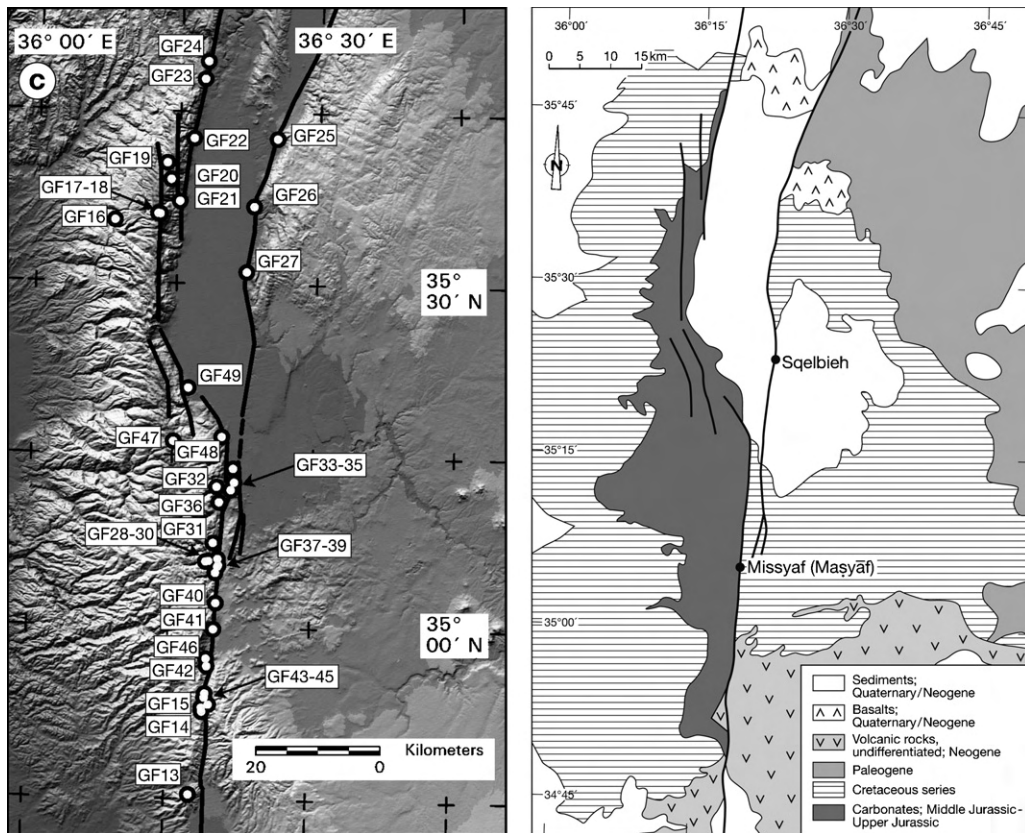 36° 00′ E
36° 30′ E
c
GF24
GF23
GF22
GF25
GF19
GF20
GF17-18
GF21
GF26
GF16
GF27
35°
30′ N
GF49
GF47
GF48
GF33-35
GF32
GF36
GF31
GF28-30
GF37-39
GF40
GF41
35°
00′ N
GF46
GF42
GF43-45
GF15
GF14
Kilometers
20
0
GF13
36°00′
36°15′
36°30′
36°45′
0 5 10 15km
35°45′
N
35°30′
Sqelbieh
35°15′
Missyaf (Maṣyāf)
35°00′
34°45′
Sediments;
Quaternary/Neogene
Basalts;
Quaternary/Neogene
Volcanic rocks,
undifferentiated; Neogene
Paleogene
Cretaceous series
Carbonates; Middle Jurassic-
Upper Jurassic